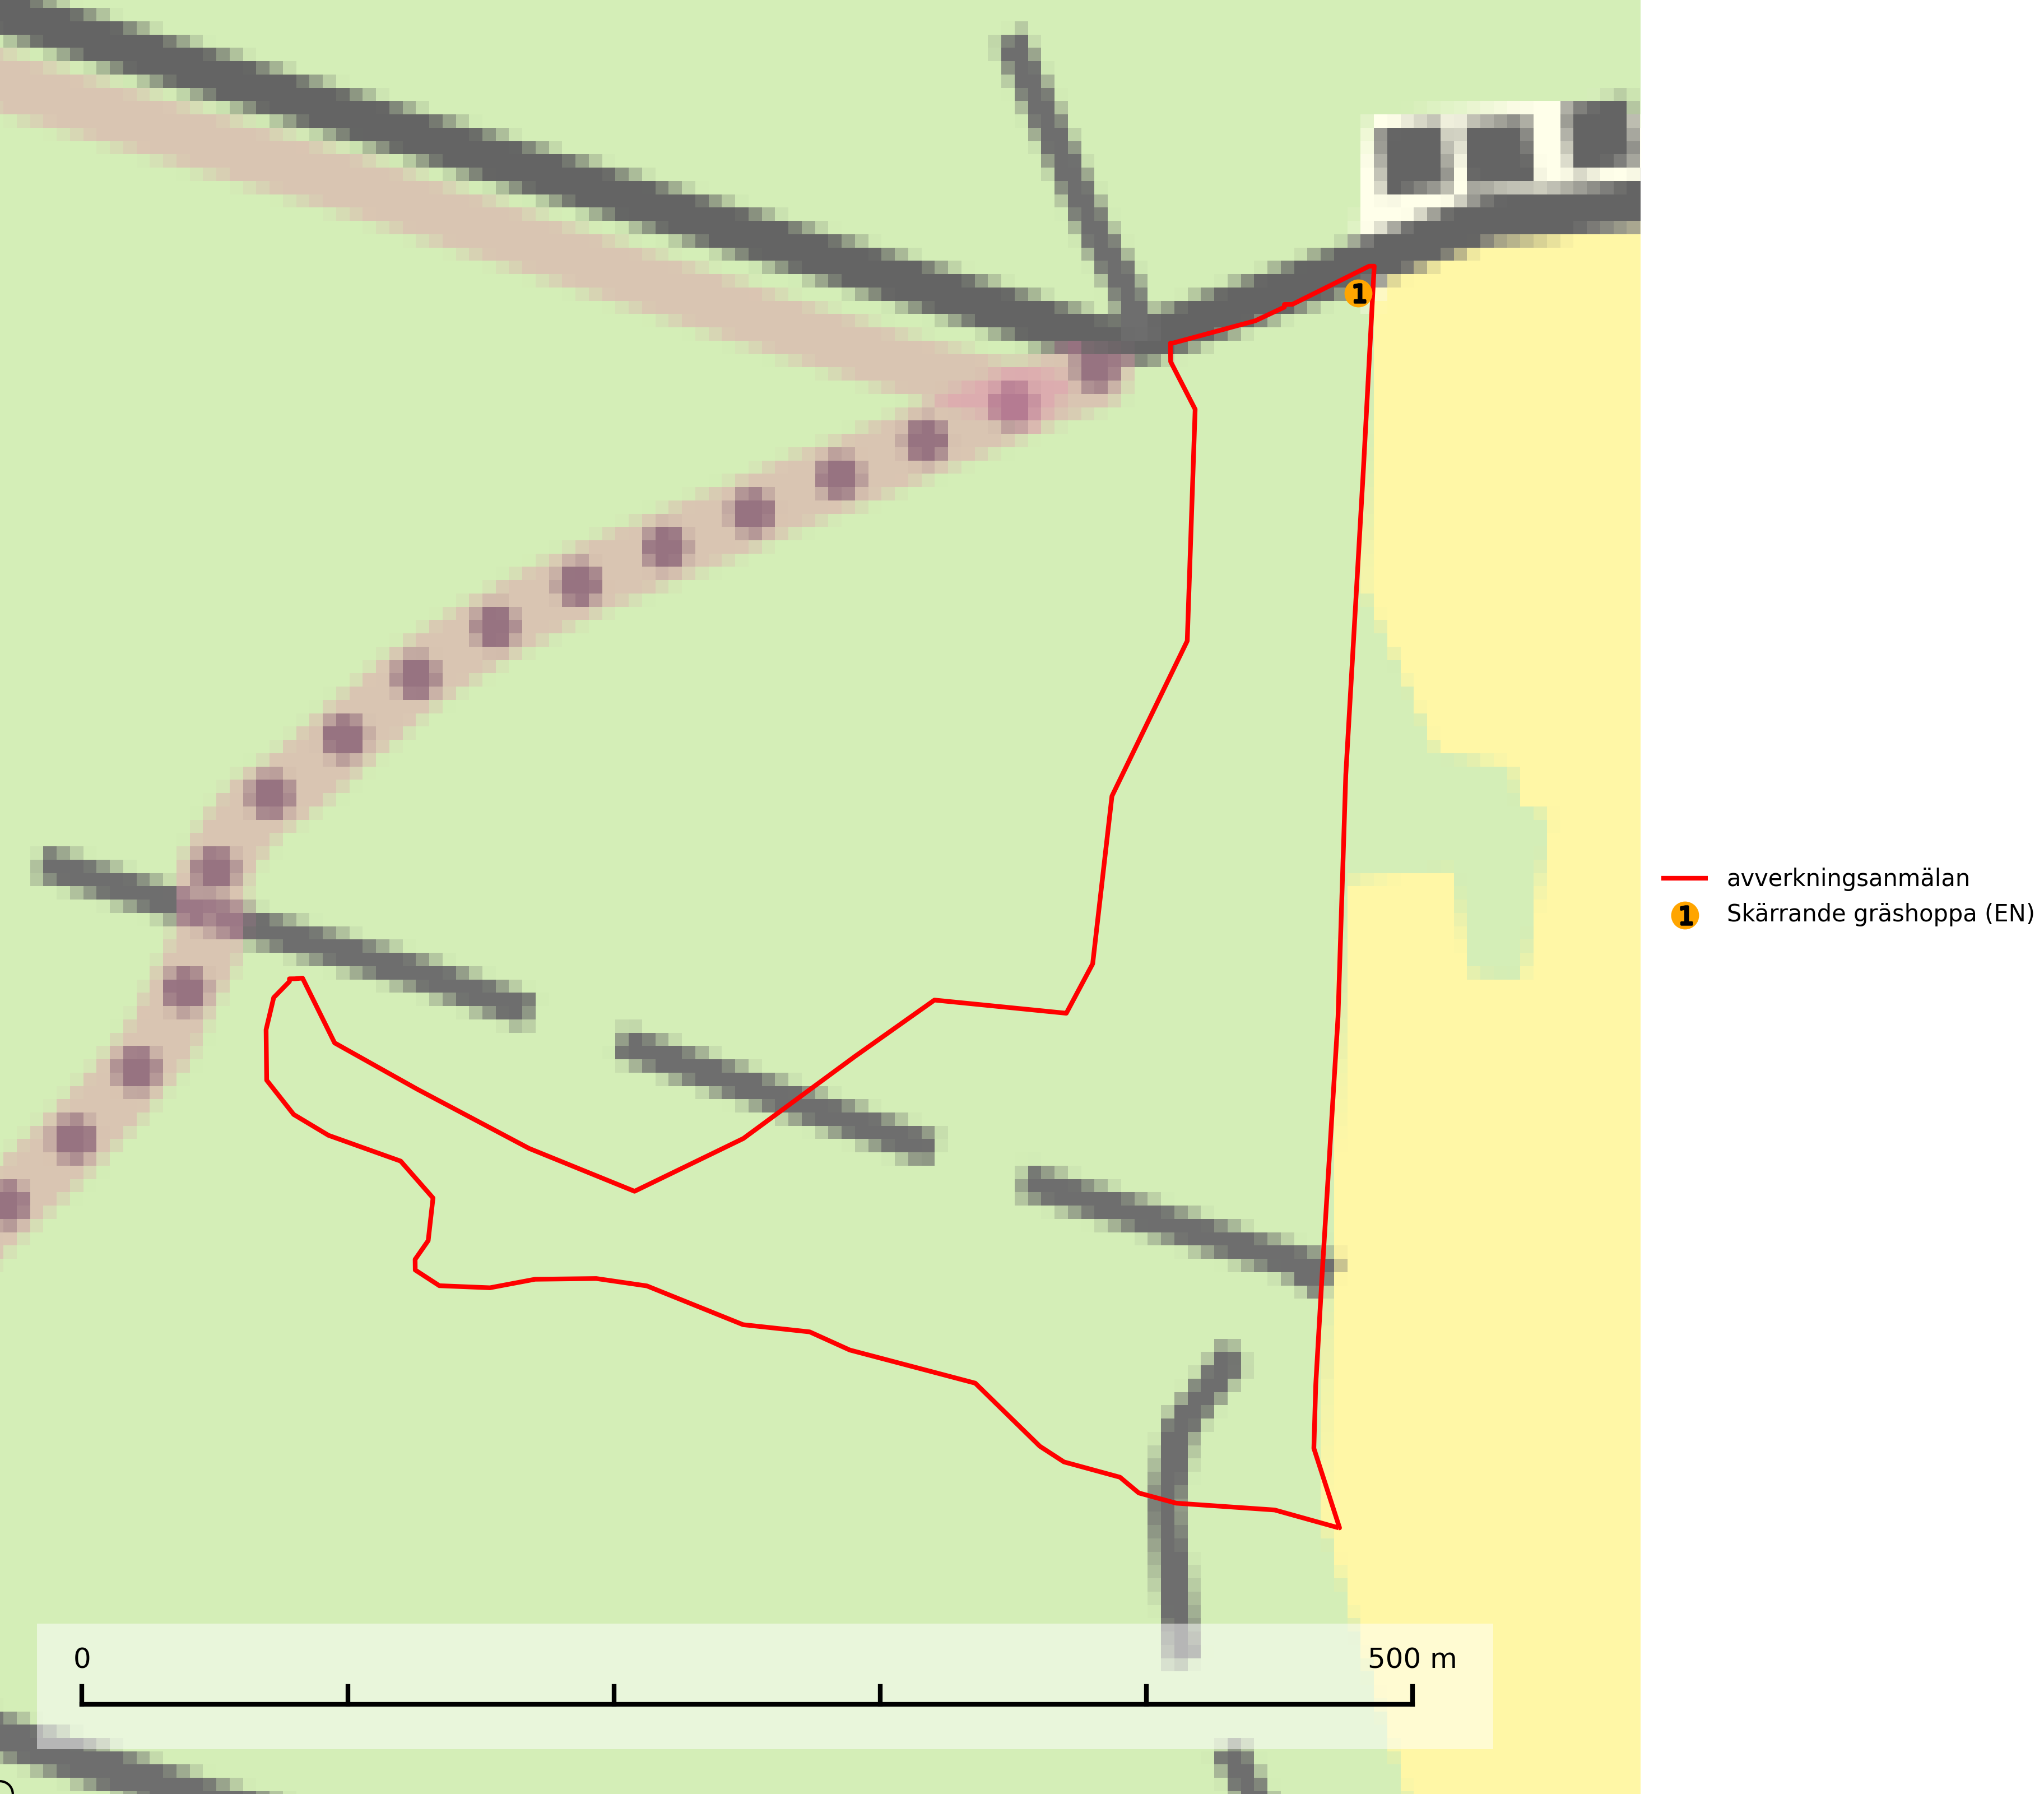 1
avverkningsanmälan
1 Skärrande gräshoppa (EN)
0 500 m